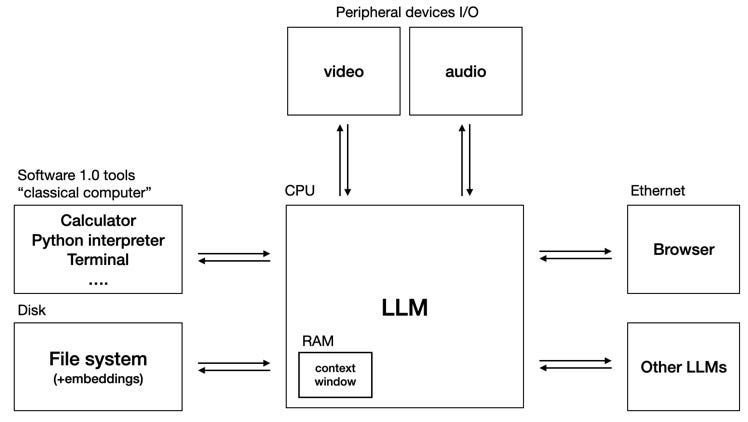 Peripheral devices I/O
video
audio
Software 1.0 tools
“classical computer”
CPU
Ethernet
Calculator
Python interpreter
Terminal
....
Browser
LLM
Disk
File system
(+embeddings)
RAM
context
window
Other LLMs